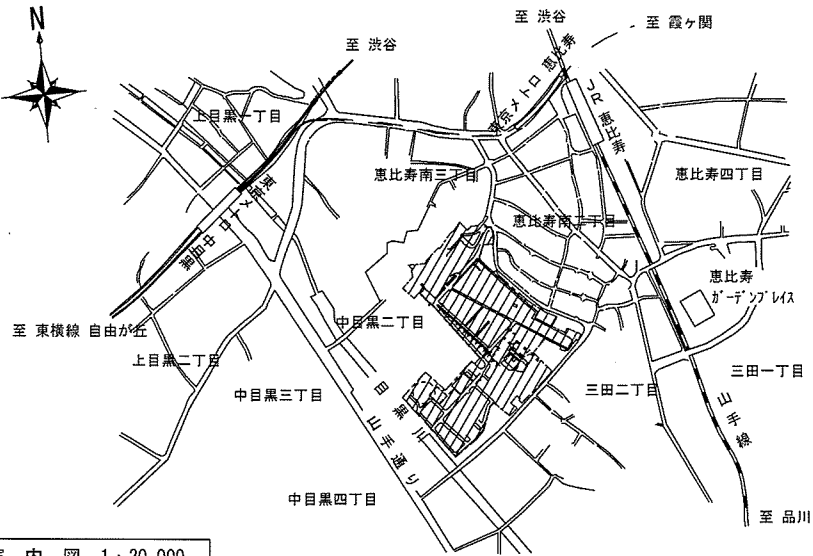 N
至 渋谷
至 霞ヶ関
至 渋谷
東京メトロ 恵比寿
JR 恵比寿
上目黒一丁目
恵比寿南三丁目
恵比寿四丁目
東京メトロ 中目黒
恵比寿南二丁目
恵比寿
ガーデンプレイス
至 東横線 自由が丘
中目黒二丁目
上目黒二丁目
中目黒三丁目
目黒川
山手通り
三田二丁目
三田一丁目
山手線
中目黒四丁目
至 品川
案 内 図 1:20,000